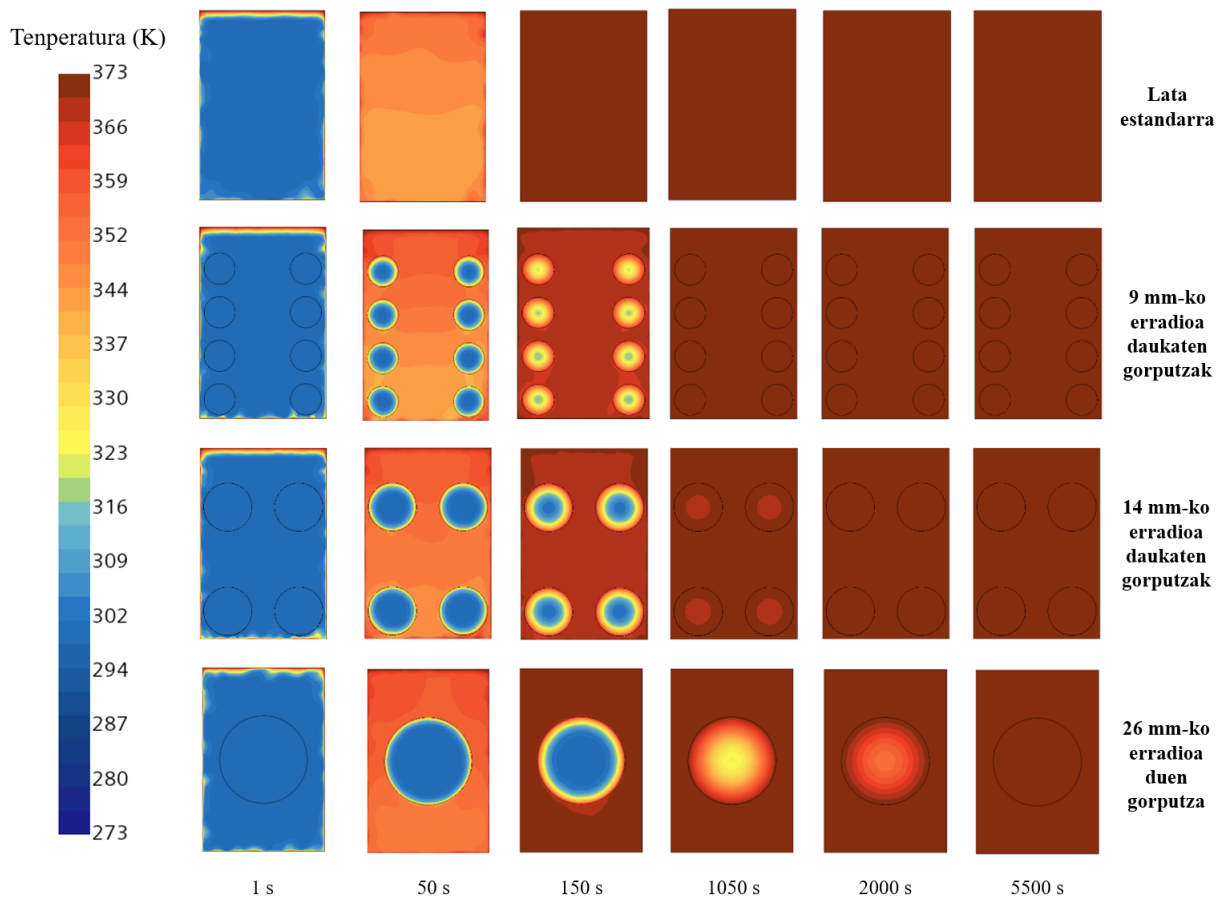 Tenperatura (K)
373
366
359
352
344
337
330
323
316
309
302
294
287
280
273
Lata
estandarra
9 mm-ko
erradioa
daukaten
gorputzak
14 mm-ko
erradioa
daukaten
gorputzak
26 mm-ko
erradioa
duen
gorputza
1 s
50 s
150 s
1050 s
2000 s
5500 s